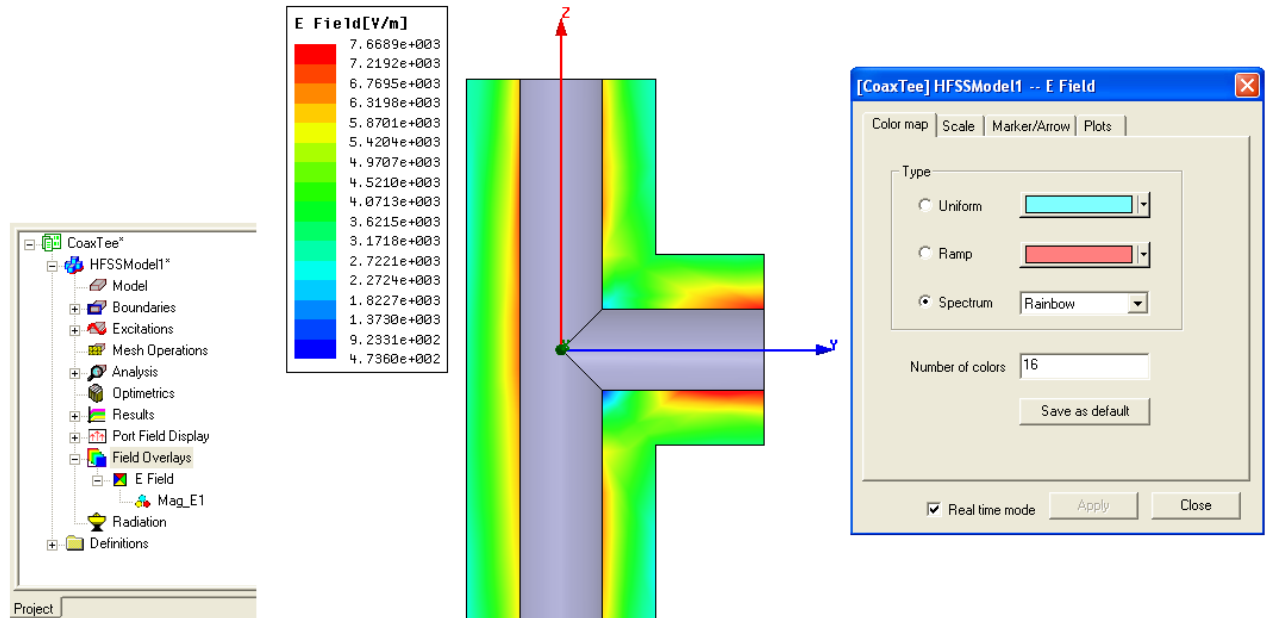 CoaxTee*
HFSSModel1*
Model
Boundaries
Excitations
Mesh Operations
Analysis
Optimetrics
Results
Port Field Display
Field Overlays
E Field
Mag_E1
Radiation
Definitions
Project
E Field[V/m]
7.6689e+003
7.2192e+003
6.7695e+003
6.3198e+003
5.8701e+003
5.4204e+003
4.9707e+003
4.5210e+003
4.0713e+003
3.6215e+003
3.1718e+003
2.7221e+003
2.2724e+003
1.8227e+003
1.3730e+003
9.2331e+002
4.7360e+002
Z
Y
[CoaxTee] HFSSModel1 -- E Field
Color map Scale Marker/Arrow Plots
Type
Uniform
Ramp
Spectrum Rainbow
Number of colors 16
Save as default
Real time mode Apply Close